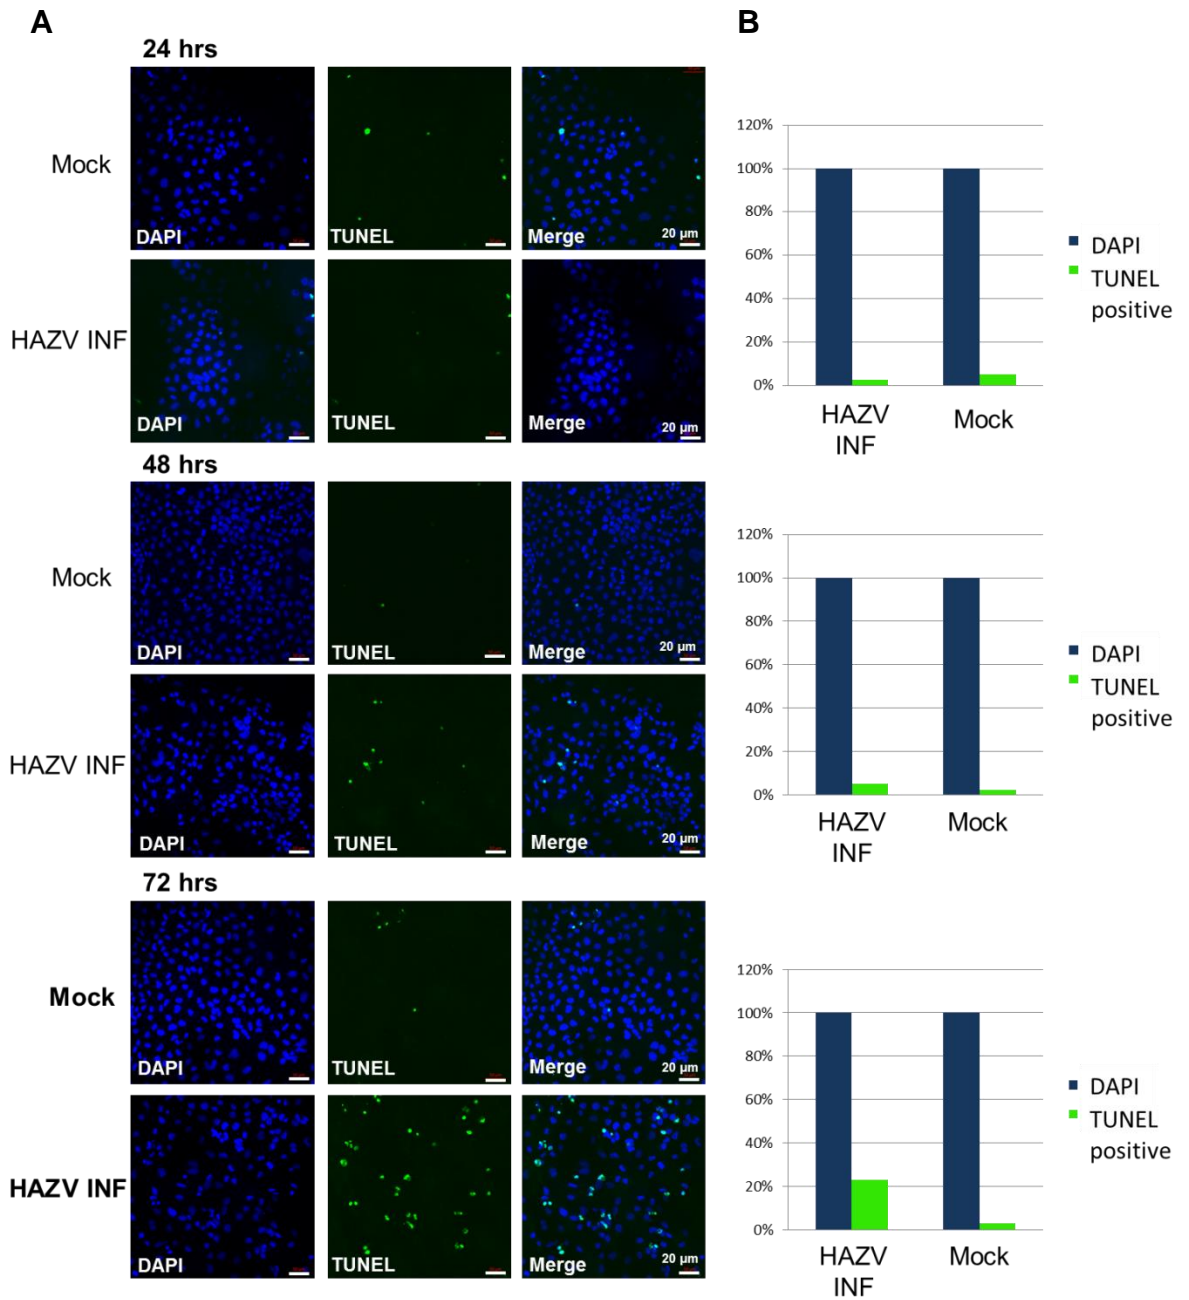 A
B
24 hrs
Mock
DAPI
TUNEL
Merge
20 µm
HAZV INF
DAPI
TUNEL
Merge
20 µm
120%
100%
80%
60%
40%
20%
0%
HAZV
INF
Mock
DAPI
TUNEL
positive
48 hrs
Mock
DAPI
TUNEL
Merge
20 µm
HAZV INF
DAPI
TUNEL
Merge
20 µm
120%
100%
80%
60%
40%
20%
0%
HAZV
INF
Mock
DAPI
TUNEL
positive
72 hrs
Mock
DAPI
TUNEL
Merge
20 µm
HAZV INF
DAPI
TUNEL
Merge
20 µm
120%
100%
80%
60%
40%
20%
0%
HAZV
INF
Mock
DAPI
TUNEL
positive